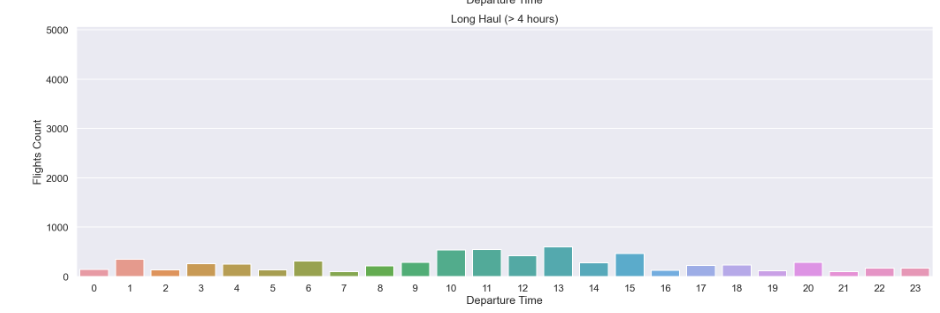 Departure Time
Long Haul (> 4 hours)
5000
4000
3000
2000
1000
0
Flights Count
0 1 2 3 4 5 6 7 8 9 10 11 12 13 14 15 16 17 18 19 20 21 22 23
Departure Time